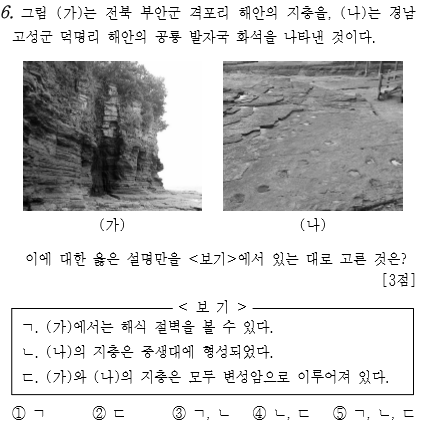 6. 그림 (가)는 전북 부안군 격포리 해안의 지층을, (나)는 경남
고성군 덕명리 해안의 공룡 발자국 화석을 나타낸 것이다.
(가) (나)
이에 대한 옳은 설명만을 <보기>에서 있는 대로 고른 것은?
[3점]
< 보 기 >
ㄱ. (가)에서는 해식 절벽을 볼 수 있다.
ㄴ. (나)의 지층은 중생대에 형성되었다.
ㄷ. (가)와 (나)의 지층은 모두 변성암으로 이루어져 있다.
① ㄱ ② ㄷ ③ ㄱ, ㄴ ④ ㄴ, ㄷ ⑤ ㄱ, ㄴ, ㄷ